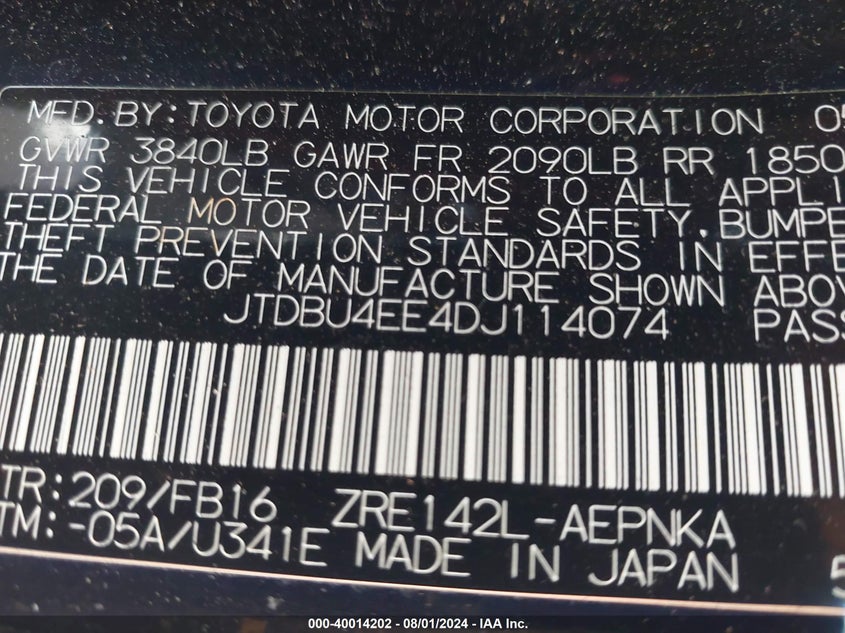 MFD. BY: TOYOTA MOTOR CORPORATION 05
GVWR 3840LB GAWR FR 2090LB RR 1850
THIS VEHICLE CONFORMS TO ALL APPLI
FEDERAL MOTOR VEHICLE SAFETY, BUMPE
THEFT PREVENTION STANDARDS IN EFFE
THE DATE OF MANUFACTURE SHOWN ABOV
JTDBU4EE4DJ114074 PASS
TR: 209/FB16 ZRE142L-AEPNKA
TM: -05A/U341E MADE IN JAPAN 5
000-40014202 - 08/01/2024 - IAA Inc.